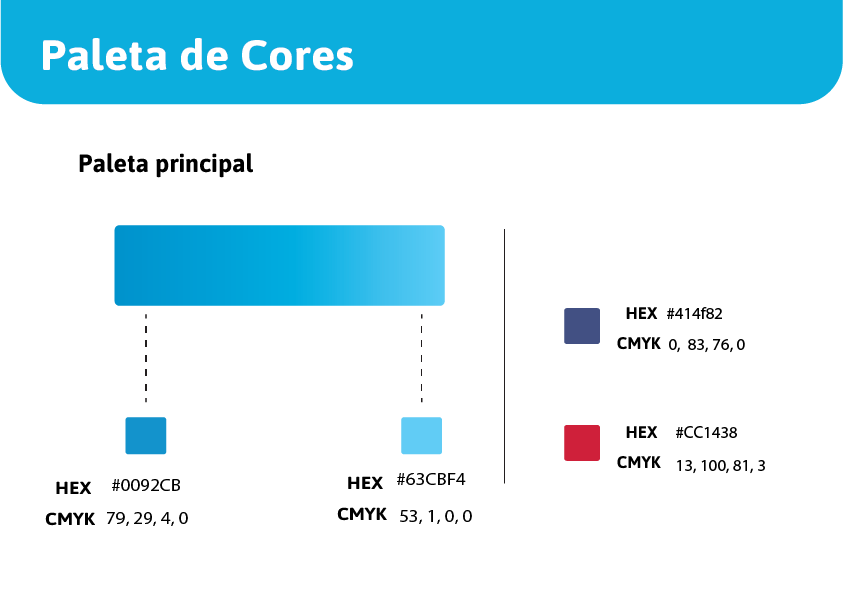 Paleta de Cores
Paleta principal
HEX #0092CB
CMYK 79, 29, 4, 0
HEX #63CBF4
CMYK 53, 1, 0, 0
HEX #414f82
CMYK 0, 83, 76, 0
HEX #CC1438
CMYK 13, 100, 81, 3